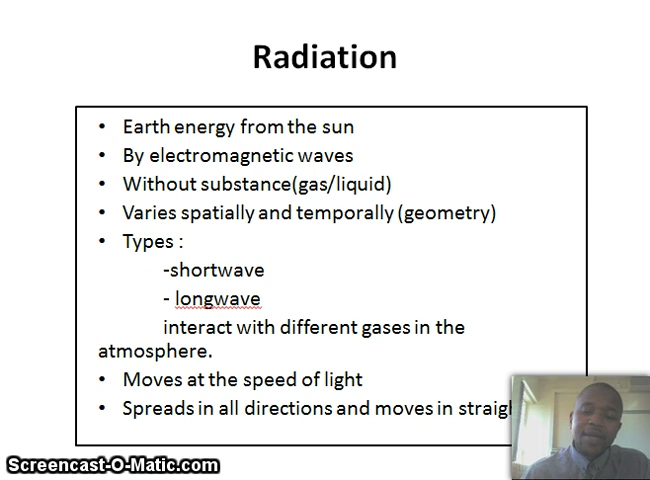 Radiation
• Earth energy from the sun
• By electromagnetic waves
• Without substance(gas/liquid)
• Varies spatially and temporally (geometry)
• Types :
-shortwave
- longwave
interact with different gases in the
atmosphere.
• Moves at the speed of light
• Spreads in all directions and moves in
Screencast-O-Matic.com